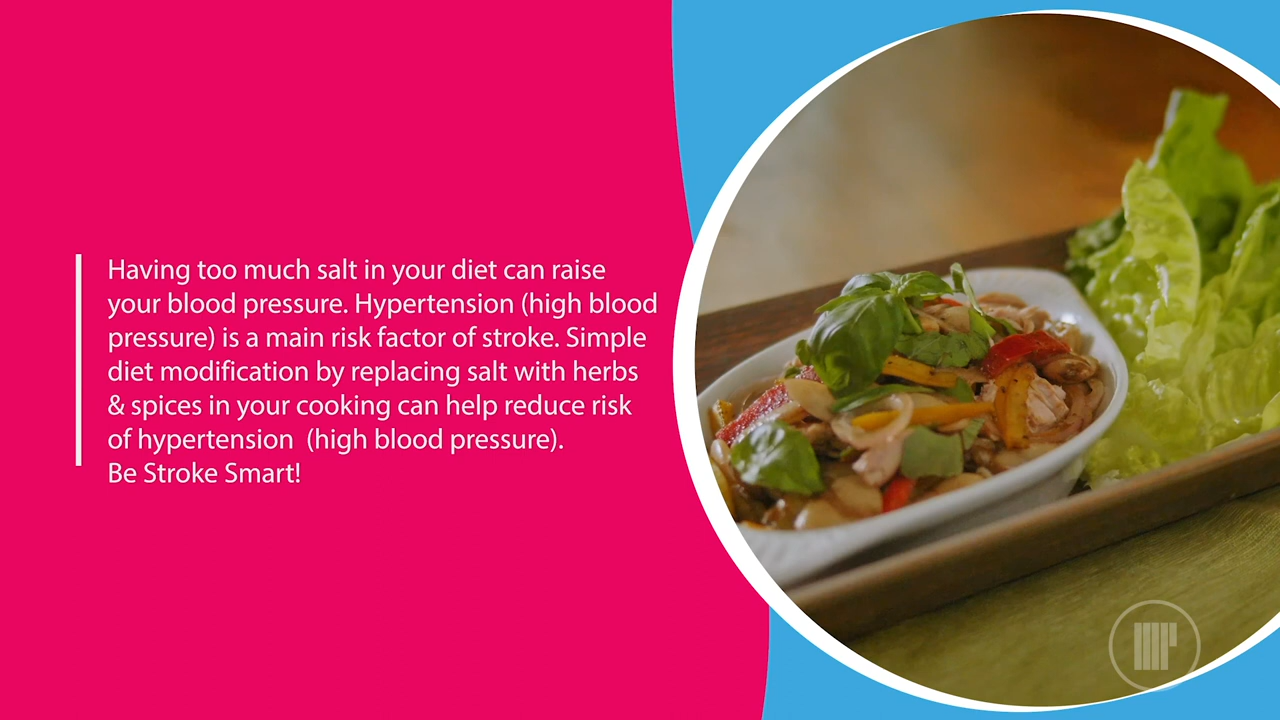 Having too much salt in your diet can raise
your blood pressure. Hypertension (high blood
pressure) is a main risk factor of stroke. Simple
diet modification by replacing salt with herbs
& spices in your cooking can help reduce risk
of hypertension  (high blood pressure).
Be Stroke Smart!